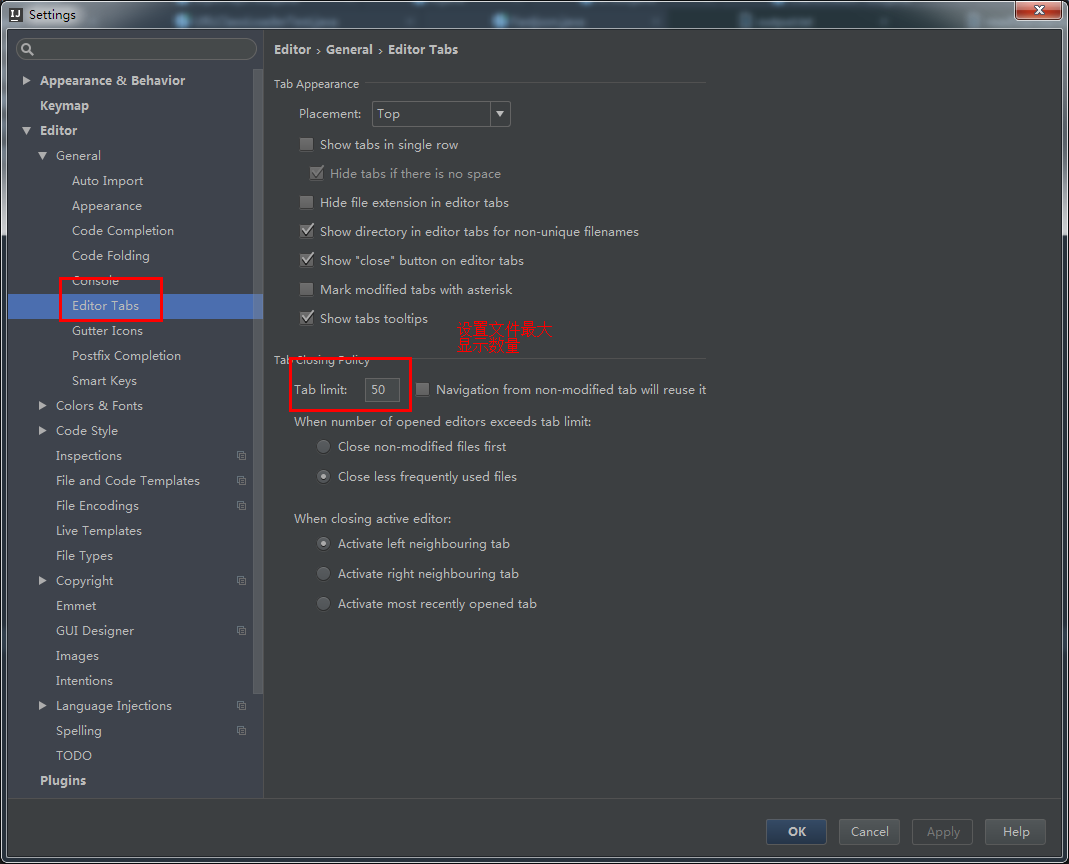 Settings
Editor › General › Editor Tabs
Appearance & Behavior
Keymap
Editor
General
Auto Import
Appearance
Code Completion
Code Folding
Console
Editor Tabs
Gutter Icons
Postfix Completion
Smart Keys
Colors & Fonts
Code Style
Inspections
File and Code Templates
File Encodings
Live Templates
File Types
Copyright
Emmet
GUI Designer
Images
Intentions
Language Injections
Spelling
TODO
Plugins
Tab Appearance
Placement: Top
Show tabs in single row
Hide tabs if there is no space
Hide file extension in editor tabs
Show directory in editor tabs for non-unique filenames
Show "close" button on editor tabs
Mark modified tabs with asterisk
Show tabs tooltips
设置文件最大
显示数量
Tab Closing Policy
Tab limit: 50 Navigation from non-modified tab will reuse it
When number of opened editors exceeds tab limit:
Close non-modified files first
Close less frequently used files
When closing active editor:
Activate left neighbouring tab
Activate right neighbouring tab
Activate most recently opened tab
OK Cancel Apply Help